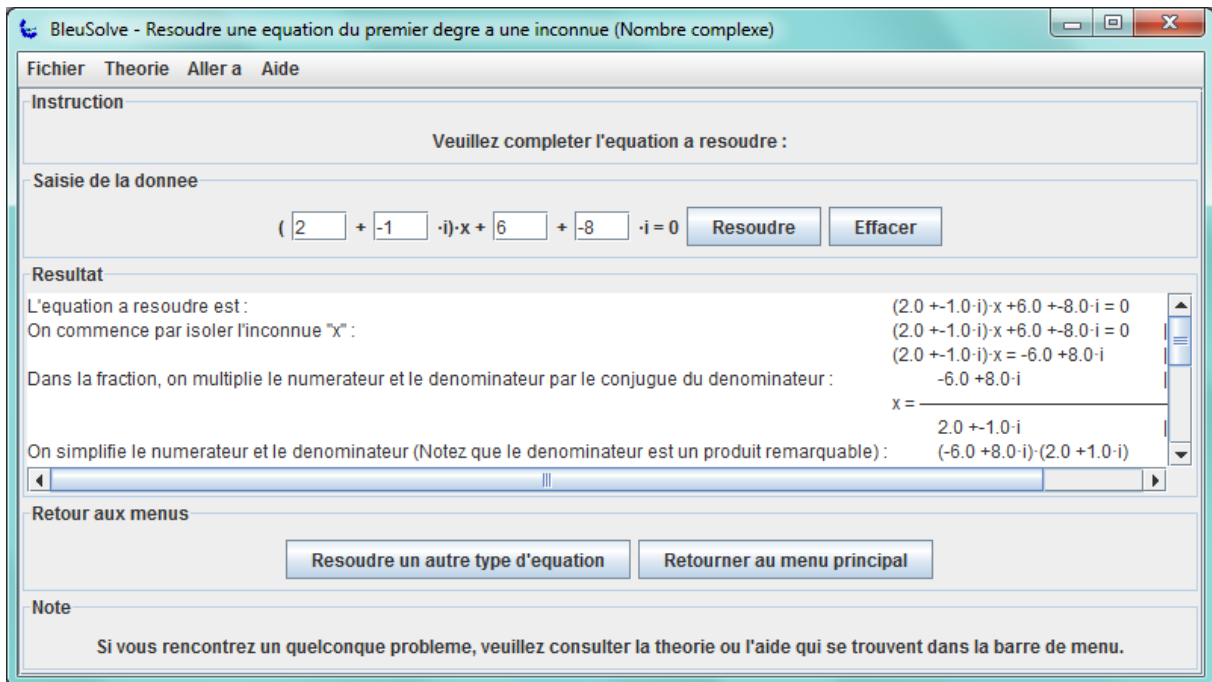 BleuSolve - Resoudre une equation du premier degre a une inconnue (Nombre complexe)
Fichier Theorie Aller a Aide
Instruction
Veuillez completer l'equation a resoudre :
Saisie de la donnee
( 2 + -1 ·i)·x + 6 + -8 ·i = 0 Resoudre Effacer
Resultat
L'equation a resoudre est : (2.0 +-1.0·i)·x +6.0 +-8.0·i = 0
On commence par isoler l'inconnue "x" : (2.0 +-1.0·i)·x +6.0 +-8.0·i = 0 |
(2.0 +-1.0·i)·x = -6.0 +8.0·i |
Dans la fraction, on multiplie le numerateur et le denominateur par le conjugue du denominateur : -6.0 +8.0·i |
x =
2.0 +-1.0·i |
On simplifie le numerateur et le denominateur (Notez que le denominateur est un produit remarquable) : (-6.0 +8.0·i)·(2.0 +1.0·i)
Retour aux menus
Resoudre un autre type d'equation Retourner au menu principal
Note
Si vous rencontrez un quelconque probleme, veuillez consulter la theorie ou l'aide qui se trouvent dans la barre de menu.